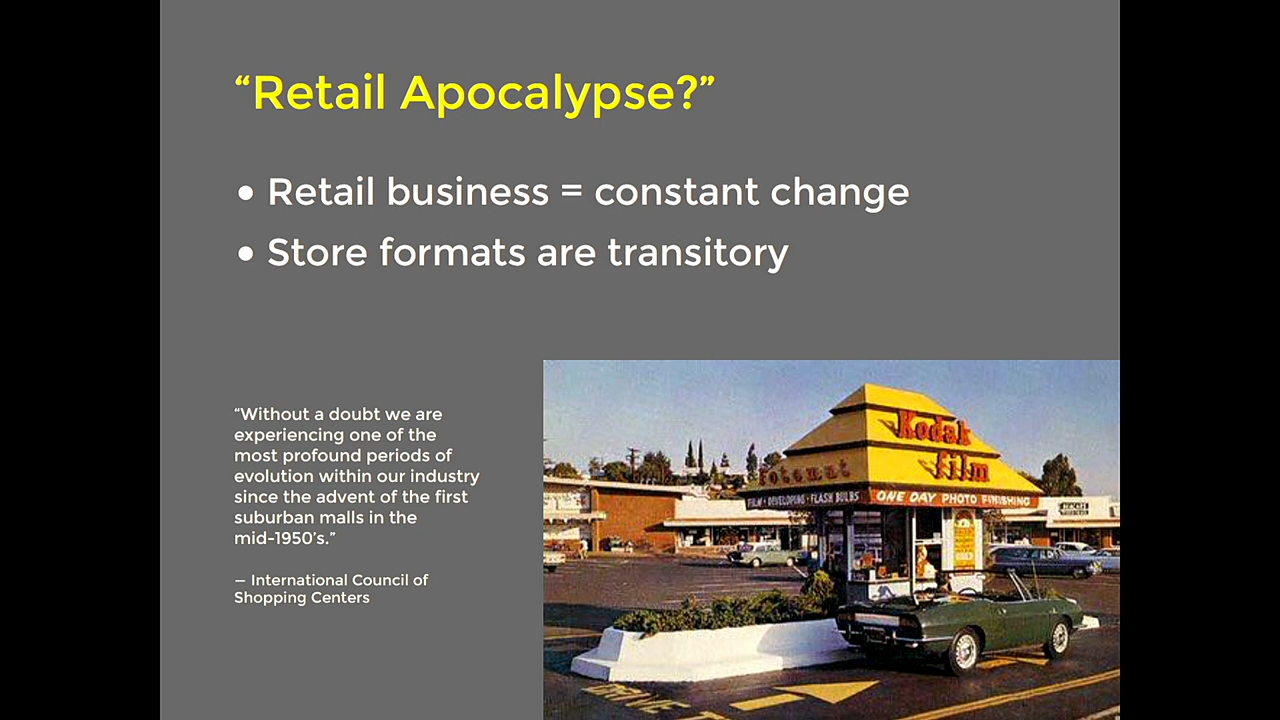 “Retail Apocalypse?”
• Retail business = constant change
• Store formats are transitory
“Without a doubt we are
experiencing one of the
most profound periods of
evolution within our industry
since the advent of the first
suburban malls in the
mid-1950’s.”
— International Council of
Shopping Centers
Kodak
film
fotomat
FILM • DEVELOPING • FLASH BULBS
ONE DAY PHOTO FINISHING
DRIVE